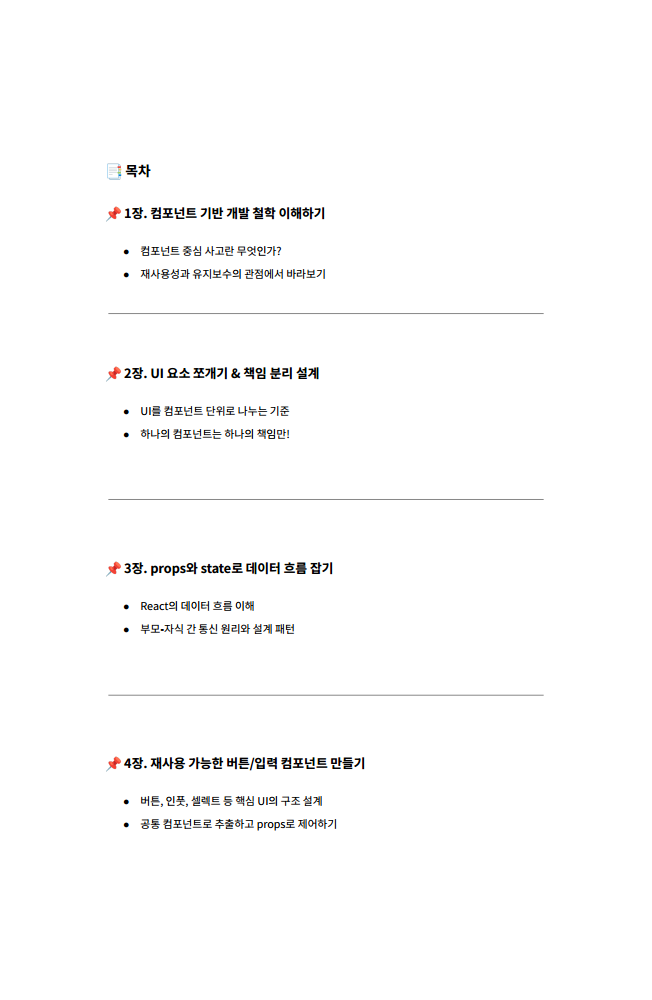 📑 목차
📌 1장. 컴포넌트 기반 개발 철학 이해하기
● 컴포넌트 중심 사고란 무엇인가?
● 재사용성과 유지보수의 관점에서 바라보기
📌 2장. UI 요소 쪼개기 & 책임 분리 설계
● UI를 컴포넌트 단위로 나누는 기준
● 하나의 컴포넌트는 하나의 책임만!
📌 3장. props와 state로 데이터 흐름 잡기
● React의 데이터 흐름 이해
● 부모-자식 간 통신 원리와 설계 패턴
📌 4장. 재사용 가능한 버튼/입력 컴포넌트 만들기
● 버튼, 인풋, 셀렉트 등 핵심 UI의 구조 설계
● 공통 컴포넌트로 추출하고 props로 제어하기